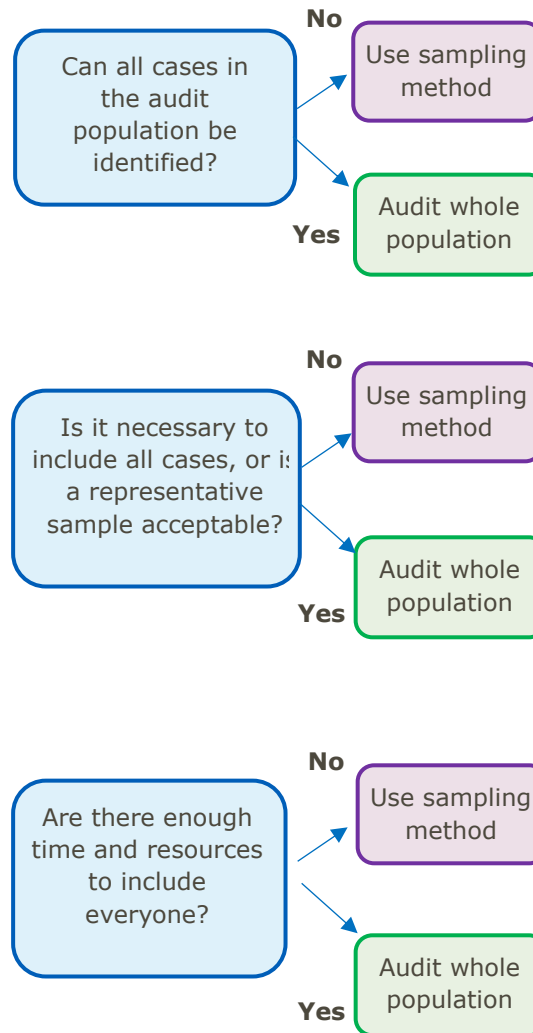 No
Can all cases in
the audit
population be
identified?
Use sampling
method
Yes
Audit whole
population
No
Is it necessary to
include all cases, or is
a representative
sample acceptable?
Use sampling
method
Yes
Audit whole
population
No
Are there enough
time and resources
to include
everyone?
Use sampling
method
Yes
Audit whole
population